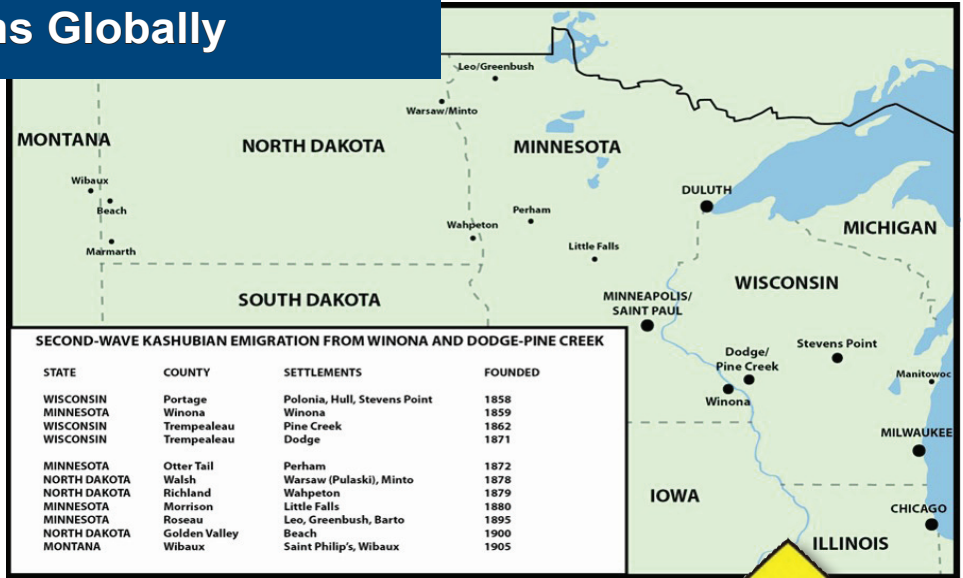 ns Globally
Leo/Greenbush
Warsaw/Minto
MONTANA
NORTH DAKOTA
MINNESOTA
Wibaux
Beach
DULUTH
Perham
Wahpeton
MICHIGAN
Marmarth
Little Falls
WISCONSIN
SOUTH DAKOTA
MINNEAPOLIS/
SAINT PAUL
Stevens Point
Dodge/
Pine Creek
Manitowoc
Winona
MILWAUKEE
IOWA
CHICAGO
ILLINOIS
SECOND-WAVE KASHUBIAN EMIGRATION FROM WINONA AND DODGE-PINE CREEK
STATE COUNTY SETTLEMENTS FOUNDED
WISCONSIN Portage Polonia, Hull, Stevens Point 1858
MINNESOTA Winona Winona 1859
WISCONSIN Trempealeau Pine Creek 1862
WISCONSIN Trempealeau Dodge 1871
MINNESOTA Otter Tail Perham 1872
NORTH DAKOTA Walsh Warsaw (Pulaski), Minto 1878
NORTH DAKOTA Richland Wahpeton 1879
MINNESOTA Morrison Little Falls 1880
MINNESOTA Roseau Leo, Greenbush, Barto 1895
NORTH DAKOTA Golden Valley Beach 1900
MONTANA Wibaux Saint Philip's, Wibaux 1905